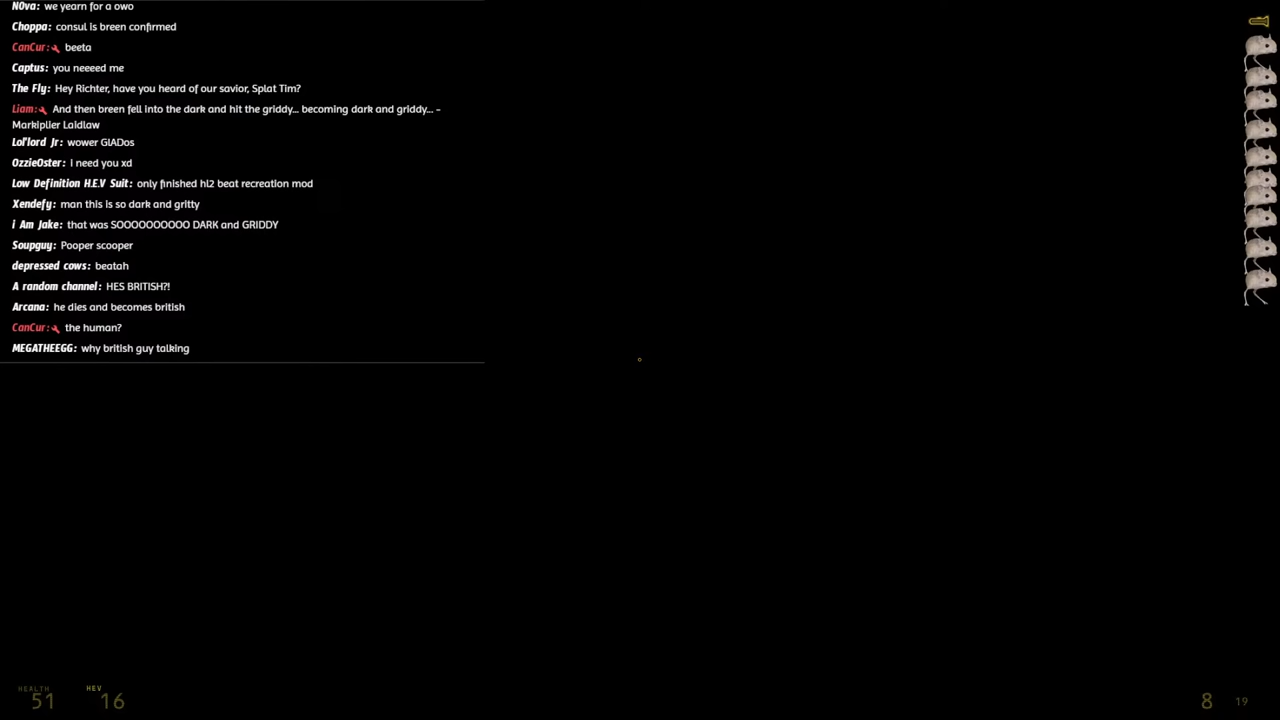 N0va: we yearn for a owo
Choppa: consul is breen confirmed
CanCur: beeta
Captus: you neeeed me
The Fly: Hey Richter, have you heard of our savior, Splat Tim?
Liam: And then breen fell into the dark and hit the griddy... becoming dark and griddy... -
Markiplier Laidlaw
Lol'lord Jr: wower GlADos
OzzieOster: I need you xd
Low Definition H.E.V Suit: only finished hl2 beat recreation mod
Xendefy: man this is so dark and gritty
i Am Jake: that was SOOOOOOOOOO DARK and GRIDDY
Soupguy: Pooper scooper
depressed cows: beatah
A random channel: HES BRITISH?!
Arcana: he dies and becomes british
CanCur: the human?
MEGATHEEGG: why british guy talking
HEALTH 51 HEV 16 8 19